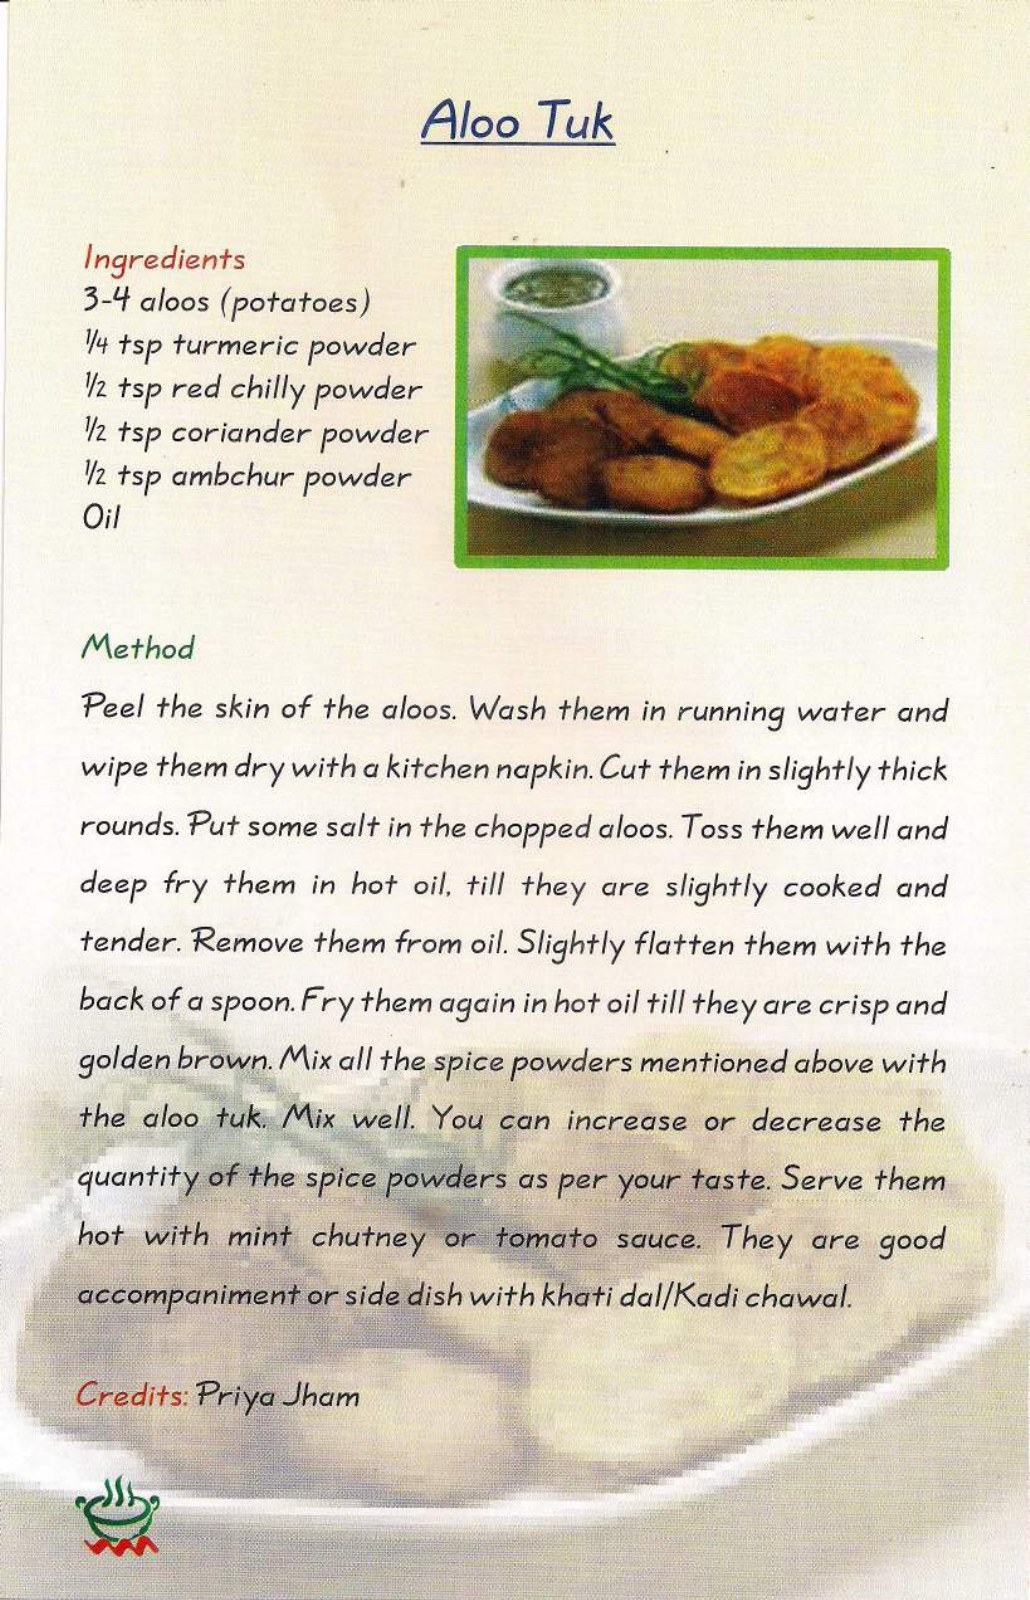 Aloo Tuk
Ingredients
3-4 aloos (potatoes)
1/4 tsp turmeric powder
1/2 tsp red chilly powder
1/2 tsp coriander powder
1/2 tsp ambchur powder
Oil
Method
Peel the skin of the aloos. Wash them in running water and
wipe them dry with a kitchen napkin. Cut them in slightly thick
rounds. Put some salt in the chopped aloos. Toss them well and
deep fry them in hot oil, till they are slightly cooked and
tender. Remove them from oil. Slightly flatten them with the
back of a spoon. Fry them again in hot oil till they are crisp and
golden brown. Mix all the spice powders mentioned above with
the aloo tuk. Mix well. You can increase or decrease the
quantity of the spice powders as per your taste. Serve them
hot with mint chutney or tomato sauce. They are good
accompaniment or side dish with khati dal/Kadi chawal.
Credits: Priya Jham